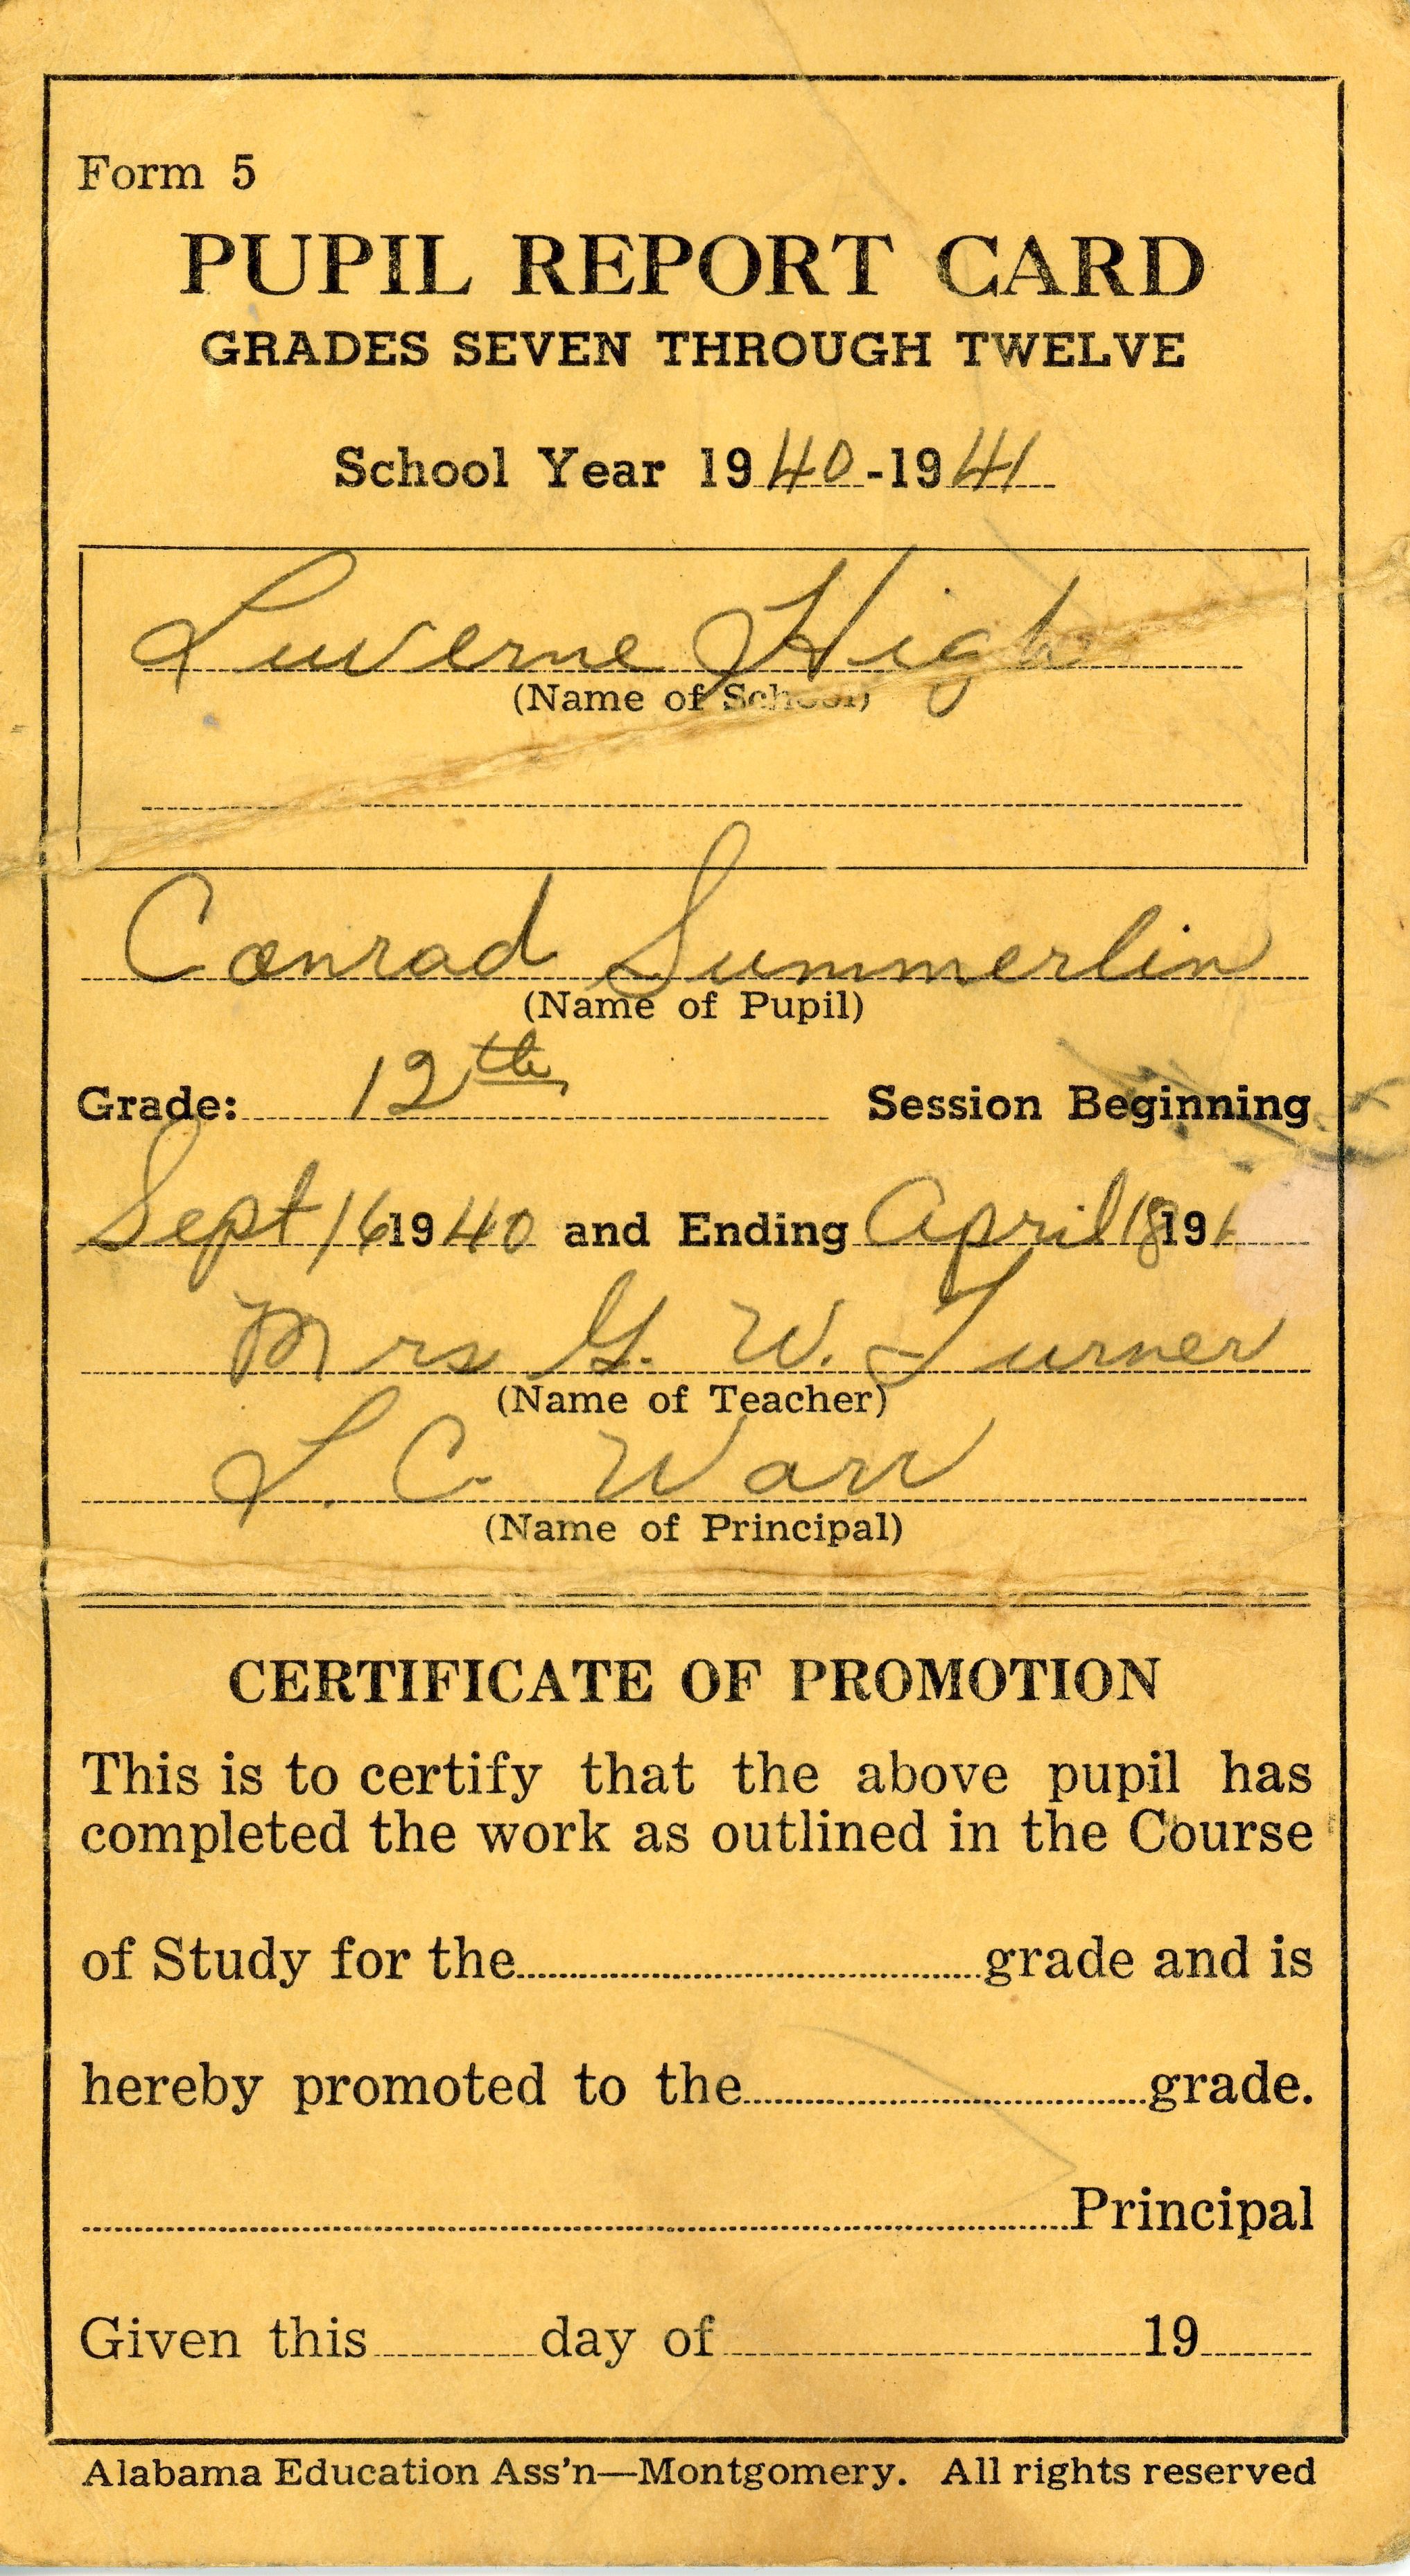 Form 5
PUPIL REPORT CARD
GRADES SEVEN THROUGH TWELVE
School Year 1940-1941
Luverne High
(Name of School)
Conrad Summerlin
(Name of Pupil)
Grade: 12th Session Beginning
Sept 16 1940 and Ending April 18 19
Mrs G. W. Turner
(Name of Teacher)
L. C. Warr
(Name of Principal)
CERTIFICATE OF PROMOTION
This is to certify that the above pupil has
completed the work as outlined in the Course
of Study for the grade and is
hereby promoted to the grade.
Principal
Given this day of 19
Alabama Education Ass'n—Montgomery. All rights reserved